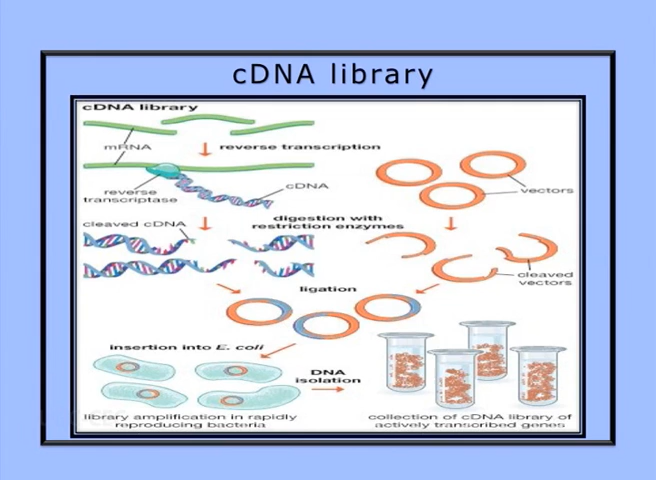 cDNA library
cDNA library
mRNA
reverse transcription
reverse
transcriptase
cDNA
vectors
cleaved cDNA
digestion with
restriction enzymes
cleaved
vectors
ligation
insertion into E. coli
DNA
isolation
library amplification in rapidly
reproducing bacteria
collection of cDNA library of
actively transcribed genes